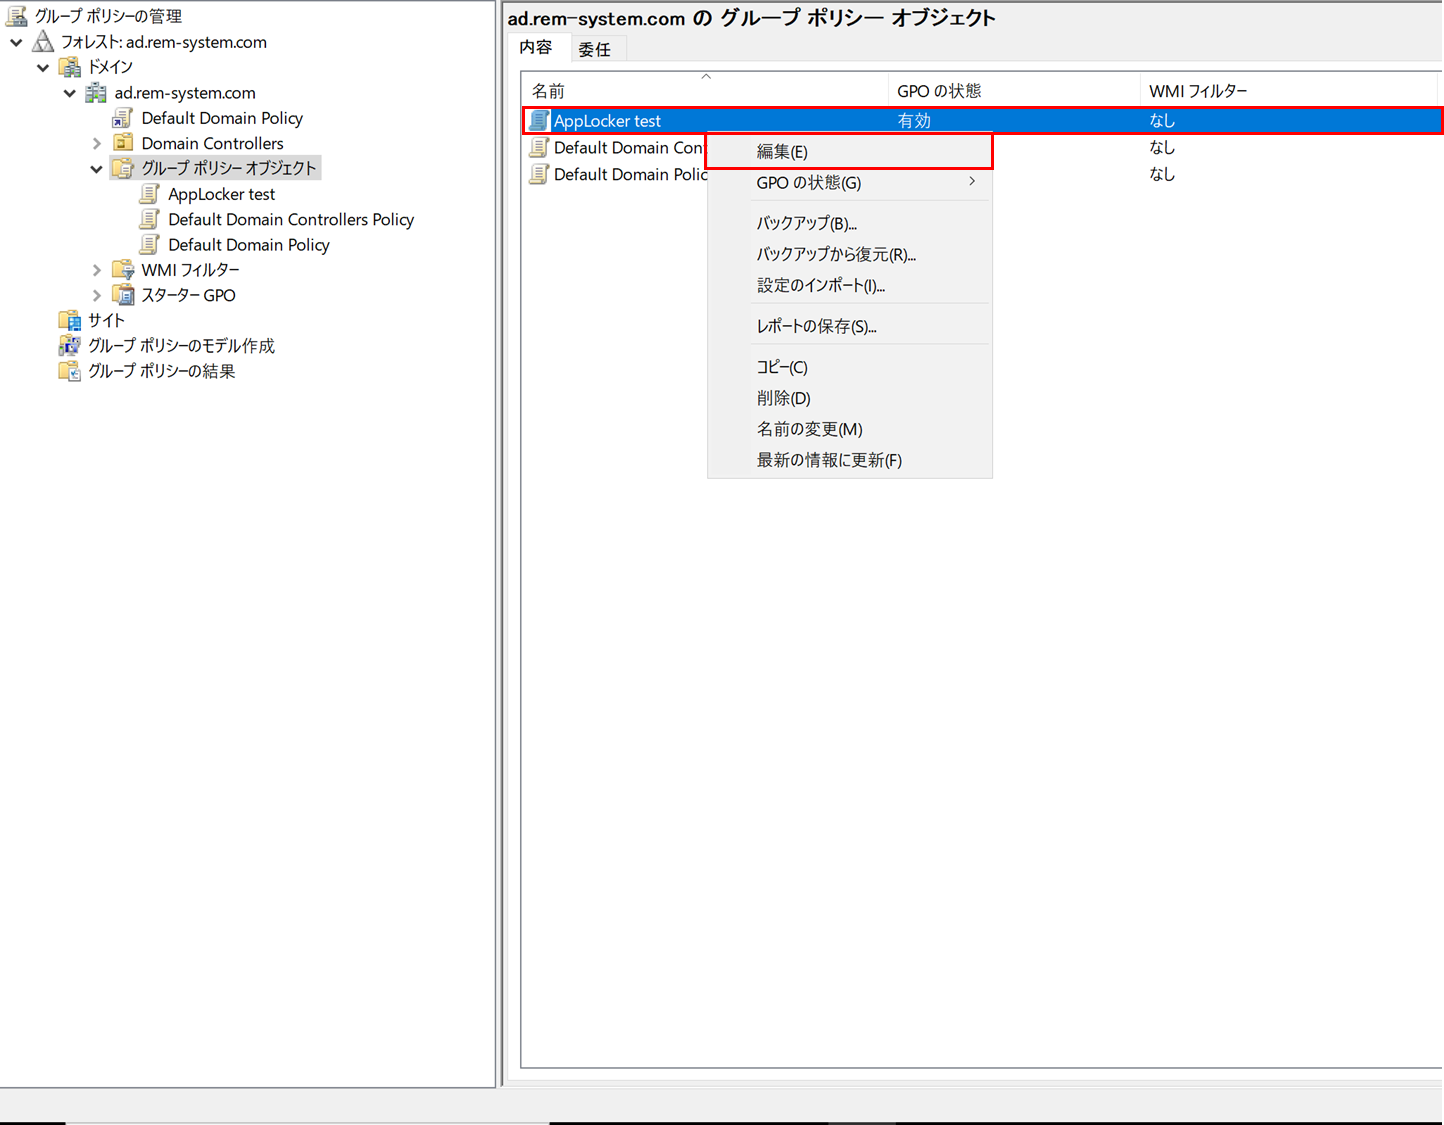 グループ ポリシーの管理
フォレスト: ad.rem-system.com
ドメイン
ad.rem-system.com
Default Domain Policy
Domain Controllers
グループ ポリシー オブジェクト
AppLocker test
Default Domain Controllers Policy
Default Domain Policy
WMI フィルター
スターター GPO
サイト
グループ ポリシーのモデル作成
グループ ポリシーの結果
ad.rem-system.com の グループ ポリシー オブジェクト
内容 委任
名前 GPO の状態 WMI フィルター
AppLocker test 有効 なし
Default Domain Con なし
Default Domain Polic なし
編集(E)
GPO の状態(G)
バックアップ(B)...
バックアップから復元(R)...
設定のインポート(I)...
レポートの保存(S)...
コピー(C)
削除(D)
名前の変更(M)
最新の情報に更新(F)